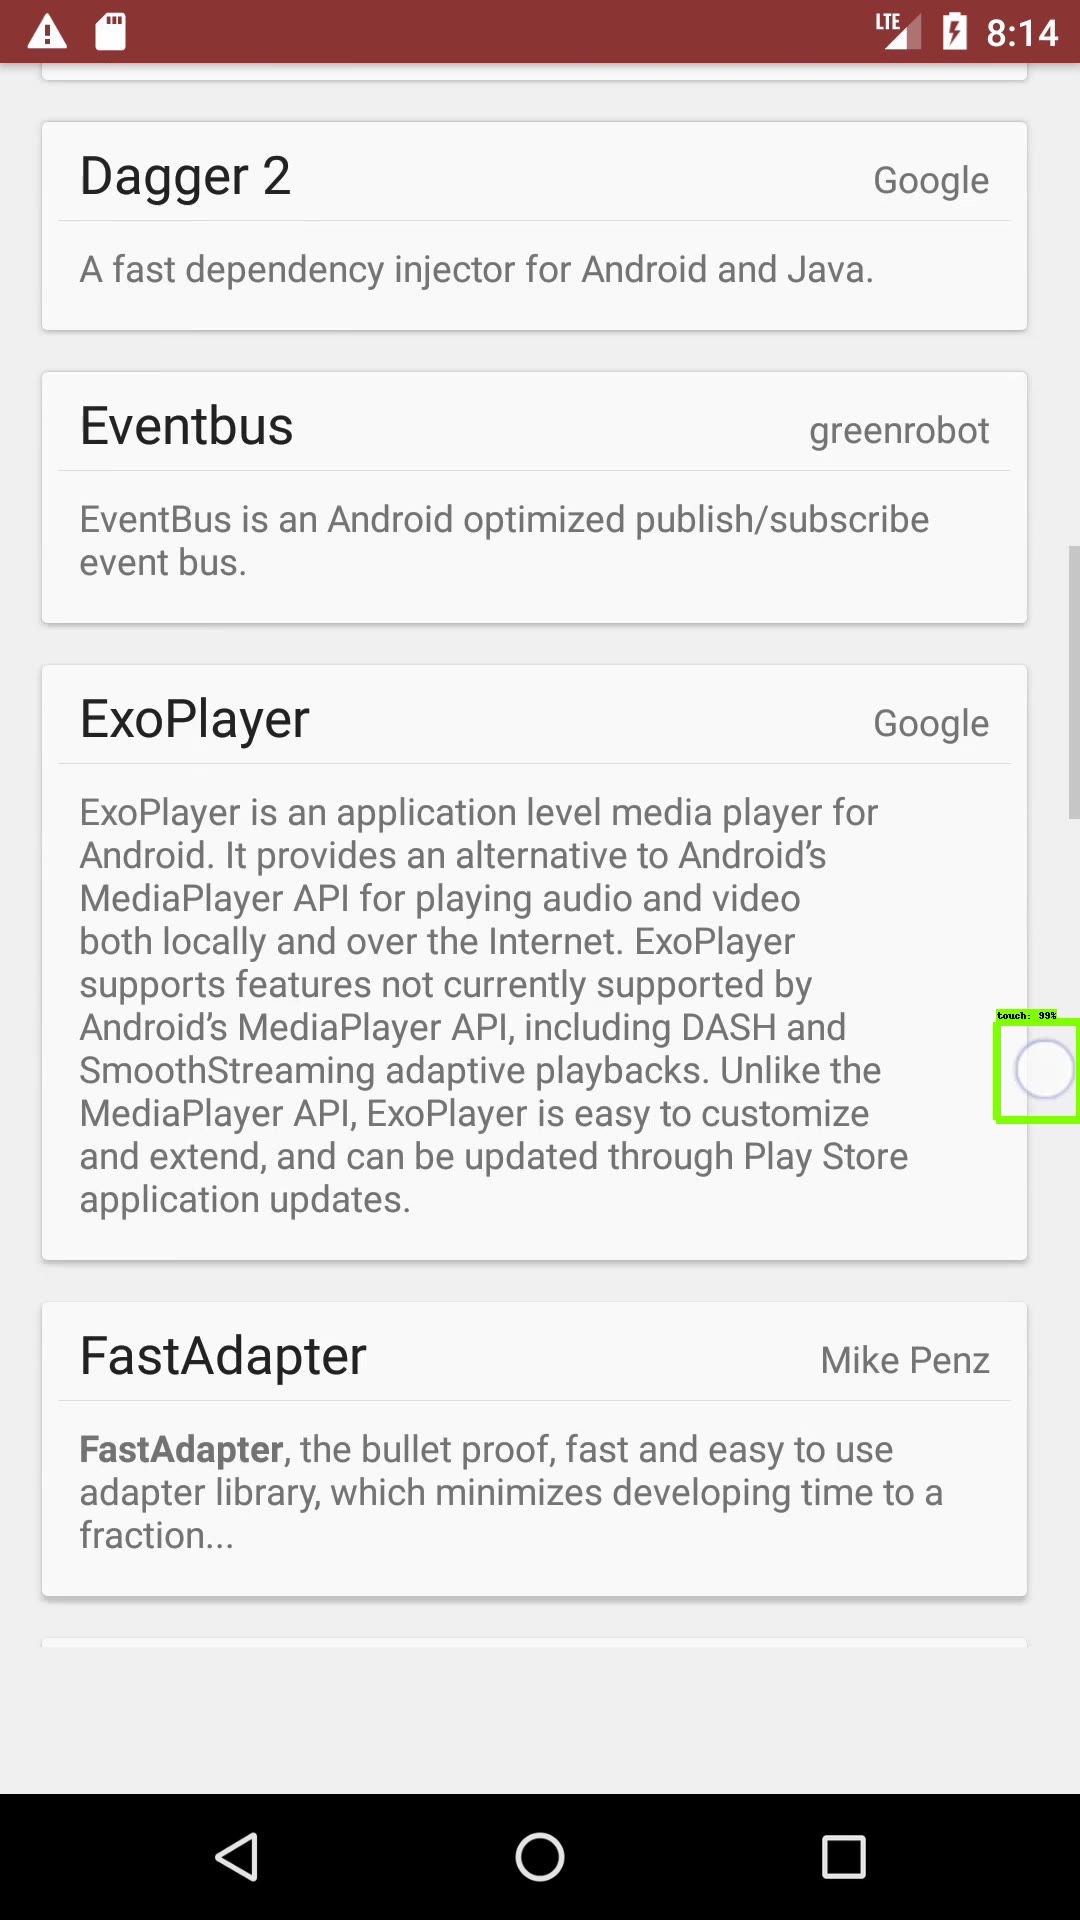 LTE 8:14
Dagger 2 Google
A fast dependency injector for Android and Java.
Eventbus greenrobot
EventBus is an Android optimized publish/subscribe
event bus.
ExoPlayer Google
ExoPlayer is an application level media player for
Android. It provides an alternative to Android’s
MediaPlayer API for playing audio and video
both locally and over the Internet. ExoPlayer
supports features not currently supported by
Android’s MediaPlayer API, including DASH and
SmoothStreaming adaptive playbacks. Unlike the
MediaPlayer API, ExoPlayer is easy to customize
and extend, and can be updated through Play Store
application updates.
touch: 99%
FastAdapter Mike Penz
FastAdapter, the bullet proof, fast and easy to use
adapter library, which minimizes developing time to a
fraction...